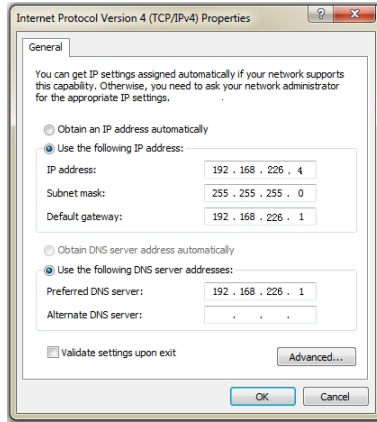 Internet Protocol Version 4 (TCP/IPv4) Properties
General
You can get IP settings assigned automatically if your network supports
this capability. Otherwise, you need to ask your network administrator
for the appropriate IP settings.
Obtain an IP address automatically
Use the following IP address:
IP address: 192 . 168 . 226 . 4
Subnet mask: 255 . 255 . 255 . 0
Default gateway: 192 . 168 . 226 . 1
Obtain DNS server address automatically
Use the following DNS server addresses:
Preferred DNS server: 192 . 168 . 226 . 1
Alternate DNS server: . . .
Validate settings upon exit
Advanced...
OK Cancel